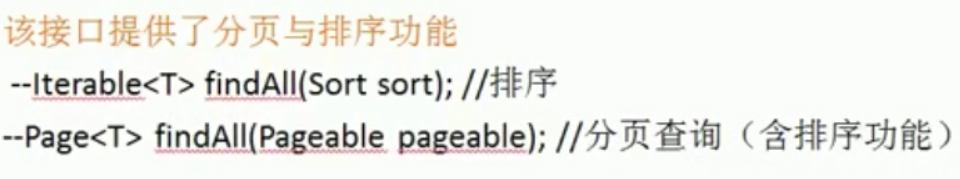 该接口提供了分页与排序功能
--Iterable<T> findAll(Sort sort); //排序
--Page<T> findAll(Pageable pageable); //分页查询（含排序功能）